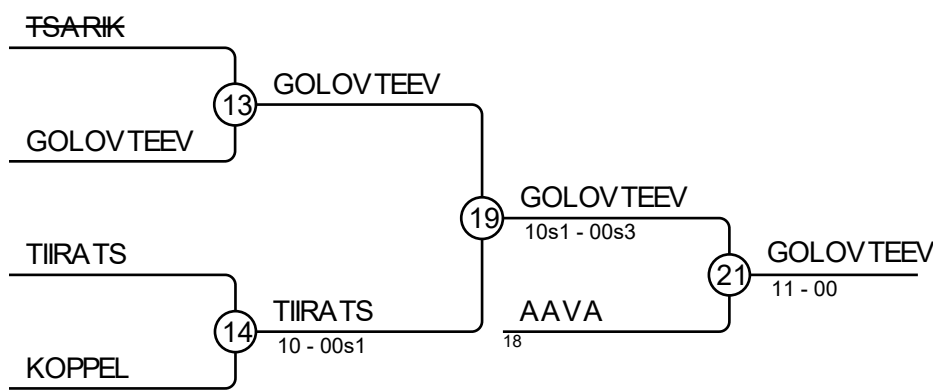 TSARIK
13
GOLOVTEEV
GOLOVTEEV
19
GOLOVTEEV
10s1 - 00s3
TIIRATS
14
TIIRATS
10 - 00s1
KOPPEL
21
GOLOVTEEV
11 - 00
AAVA
18